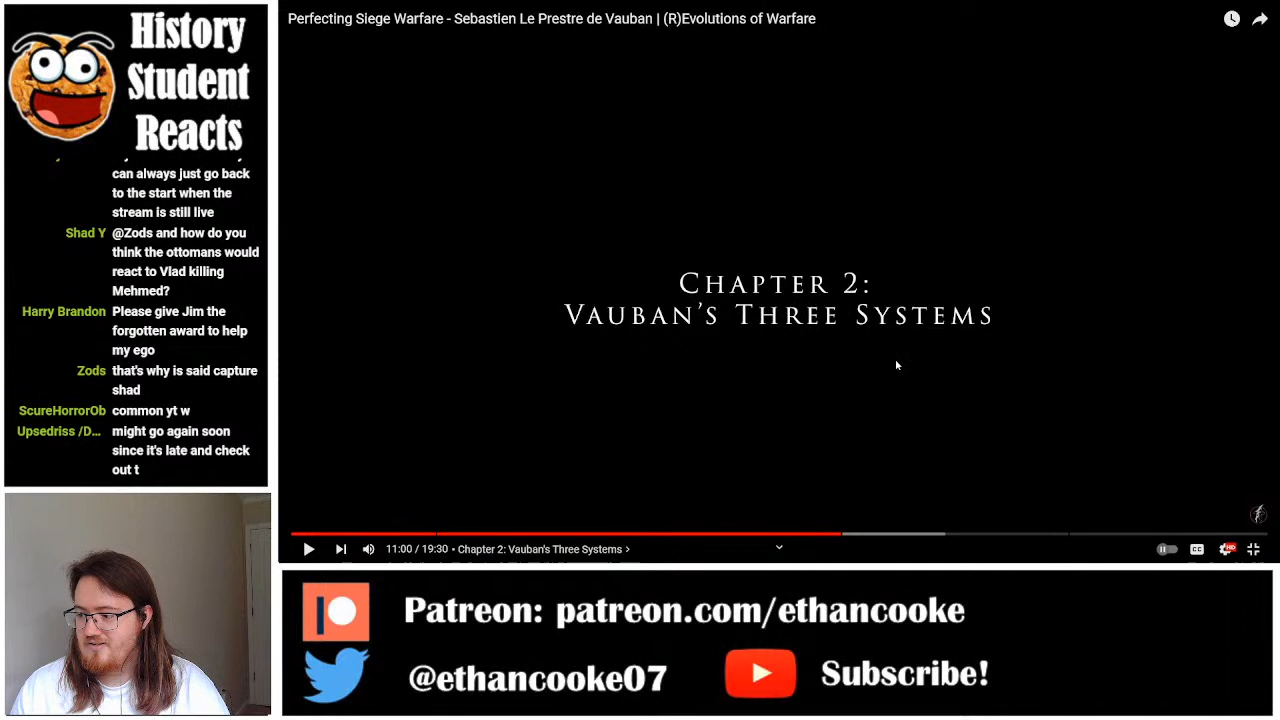 History
Student
Reacts
can always just go back
to the start when the
stream is still live
Shad Y @Zods and how do you
think the ottomans would
react to Vlad killing
Mehmed?
Harry Brandon Please give Jim the
forgotten award to help
my ego
Zods that's why is said capture
shad
ScureHorrorOb common yt w
Upsedriss /D... might go again soon
since it's late and check
out t
Perfecting Siege Warfare - Sebastien Le Prestre de Vauban | (R)Evolutions of Warfare
Chapter 2:
Vauban's Three Systems
11:00 / 19:30 • Chapter 2: Vauban's Three Systems >
CC
HD
Patreon: patreon.com/ethancooke
@ethancooke07
Subscribe!